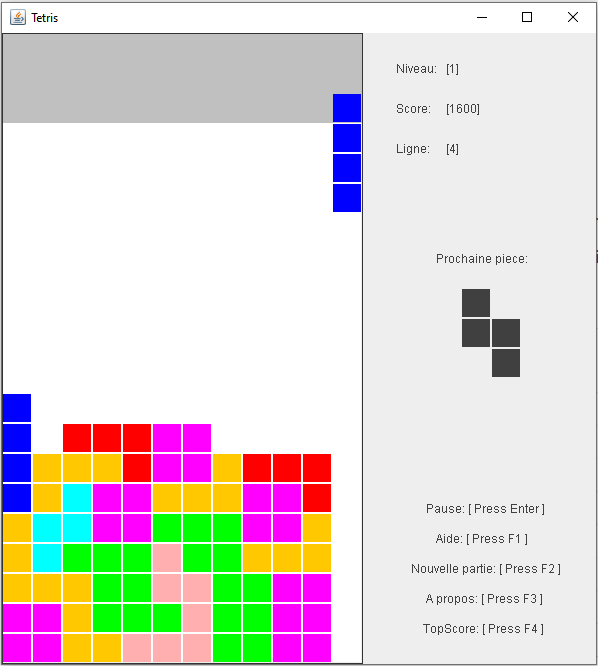 Tetris
Niveau: [1]
Score: [1600]
Ligne: [4]
Prochaine piece:
Pause: [ Press Enter ]
Aide: [ Press F1 ]
Nouvelle partie: [ Press F2 ]
A propos: [ Press F3 ]
TopScore: [ Press F4 ]